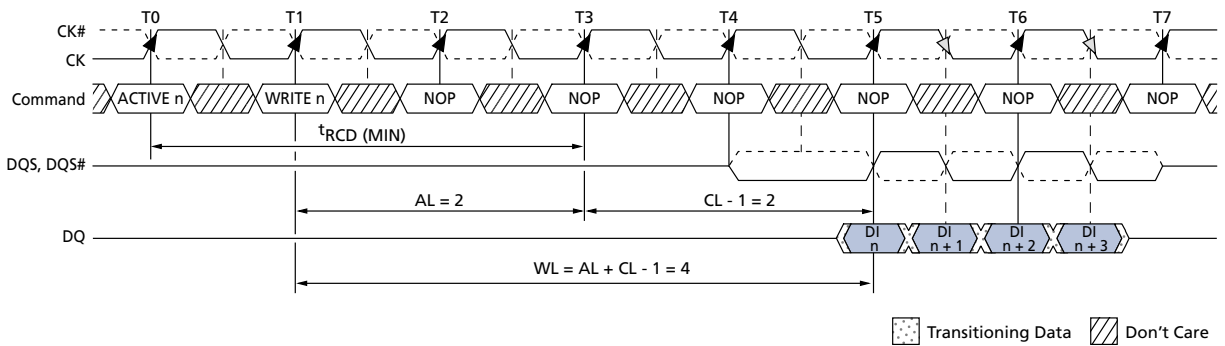 T0 T1 T2 T3 T4 T5 T6 T7
CK#
CK
Command ACTIVE n WRITE n NOP NOP NOP NOP NOP NOP
tRCD (MIN)
DQS, DQS#
AL = 2 CL - 1 = 2
DQ DI n DI n + 1 DI n + 2 DI n + 3
WL = AL + CL - 1 = 4
Transitioning Data Don't Care